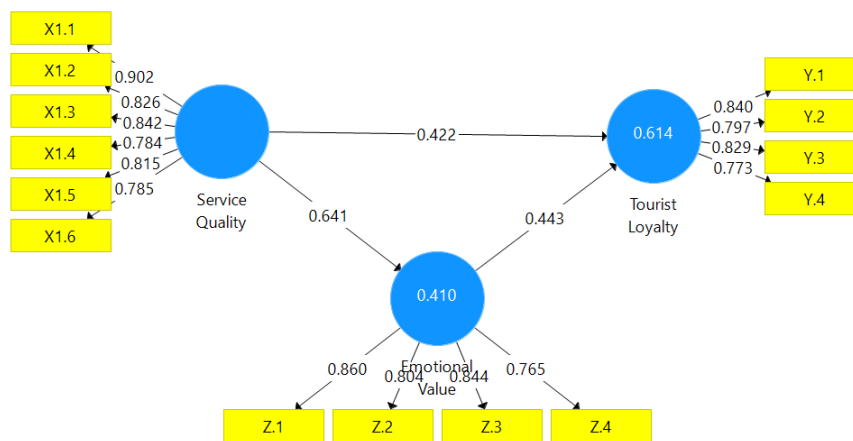 X1.1
X1.2
X1.3
X1.4
X1.5
X1.6
0.902
0.826
0.842
0.784
0.815
0.785
Service
Quality
0.422
0.641
0.443
0.614
Tourist
Loyalty
0.840
0.797
0.829
0.773
Y.1
Y.2
Y.3
Y.4
0.410
Emotional
Value
0.860
0.804
0.844
0.765
Z.1
Z.2
Z.3
Z.4